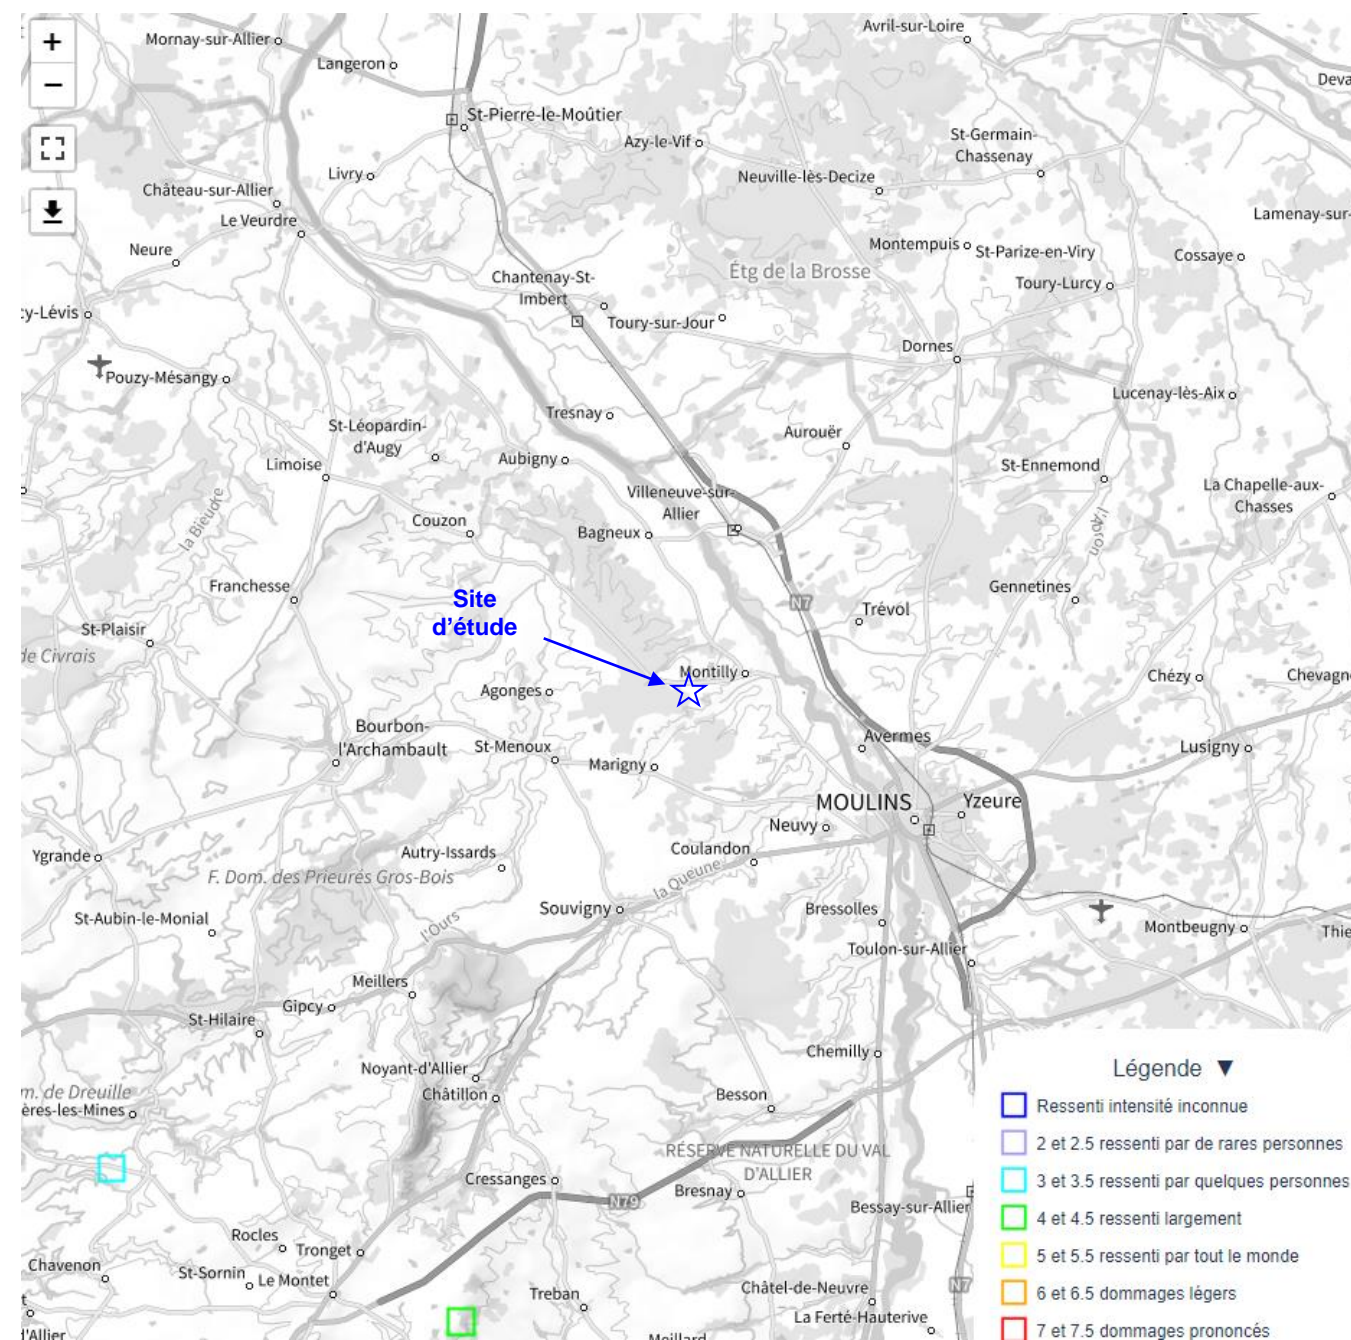 +
−
Avril-sur-Loire
Mornay-sur-Allier
Langeron
Deva
St-Pierre-le-Moûtier
Azy-le-Vif
St-Germain-
Chassenay
Livry
Neuville-lès-Decize
Château-sur-Allier
Le Veurdre
Lamenay-sur-
Neure
Montempuis
St-Parize-en-Viry
Cossaye
Chantenay-St-
Imbert
Étg de la Brosse
Toury-Lurcy
cy-Lévis
Toury-sur-Jour
Dornes
Pouzy-Mésangy
Lucenay-lès-Aix
Tresnay
St-Léopardin-
d'Augy
Aurouër
Limoise
Aubigny
St-Ennemond
Villeneuve-sur-
Allier
La Chapelle-aux-
Chasses
la Bieudre
Couzon
Bagneux
Franchesse
Gennetines
Site
d'étude
N7
Trévol
St-Plaisir
de Civrais
Montilly
Chézy
Chevagn
Agonges
Bourbon-
l'Archambault
St-Menoux
Avermes
Lusigny
Marigny
MOULINS
Yzeure
Neuvy
Coulandon
Ygrande
Autry-Issards
F. Dom. des Prieurés Gros-Bois
la Queune
St-Aubin-le-Monial
Souvigny
l'Ours
Bressolles
Montbeugny
Thie
Toulon-sur-Allier
Meillers
Gipcy
St-Hilaire
Chemilly
Noyant-d'Allier
Châtillon
Besson
m. de Dreuille
ères-les-Mines
RÉSERVE NATURELLE DU VAL
D'ALLIER
Cressanges
N79
Bresnay
Bessay-sur-Allier
Rocles
Tronget
Chavenon
St-Sornin
Le Montet
Treban
Châtel-de-Neuvre
N7
La Ferté-Hauterive
t
l'Allier
Meillard
Légende ▼
Ressenti intensité inconnue
2 et 2.5 ressenti par de rares personnes
3 et 3.5 ressenti par quelques personnes
4 et 4.5 ressenti largement
5 et 5.5 ressenti par tout le monde
6 et 6.5 dommages légers
7 et 7.5 dommages prononcés